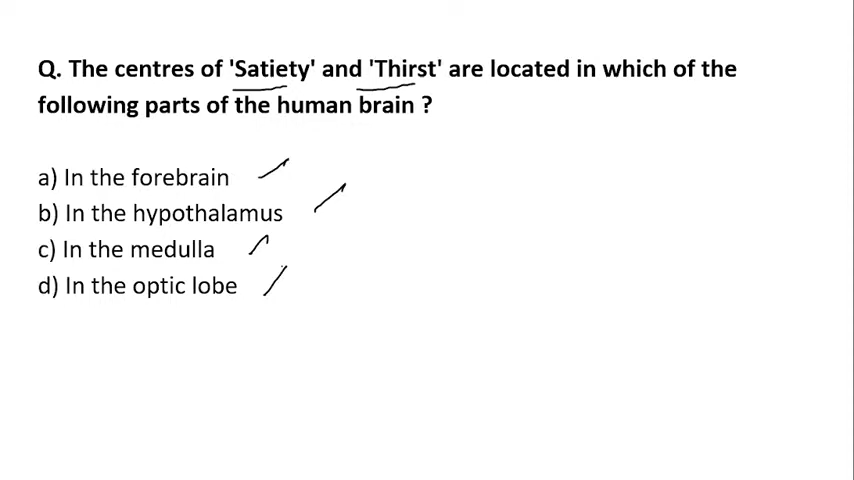 Q. The centres of 'Satiety' and 'Thirst' are located in which of the
following parts of the human brain ?
a) In the forebrain
b) In the hypothalamus
c) In the medulla
d) In the optic lobe